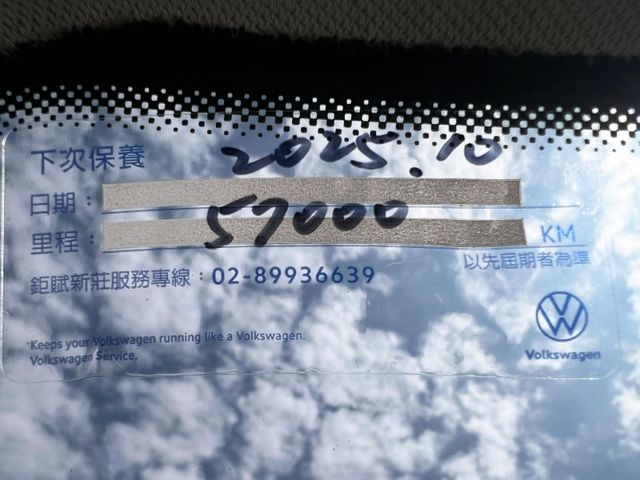 下次保養
日期： 2025.10
里程： 57000 KM
以先屆期者為準
鉅賦新莊服務專線：02-89936639
*Keeps your Volkswagen running like a Volkswagen.
Volkswagen Service.
Volkswagen